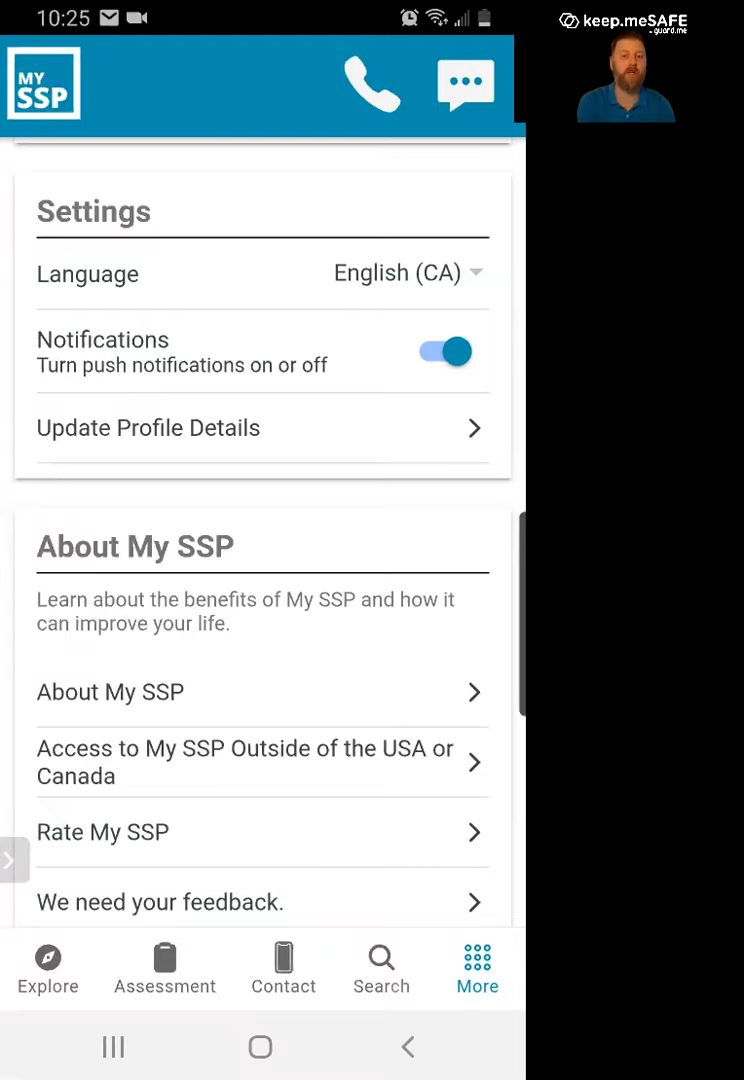 10:25
keep.meSAFE
.guard.me
MY
SSP
Settings
Language
English (CA)
Notifications
Turn push notifications on or off
Update Profile Details
About My SSP
Learn about the benefits of My SSP and how it
can improve your life.
About My SSP
Access to My SSP Outside of the USA or
Canada
Rate My SSP
We need your feedback.
Explore
Assessment
Contact
Search
More